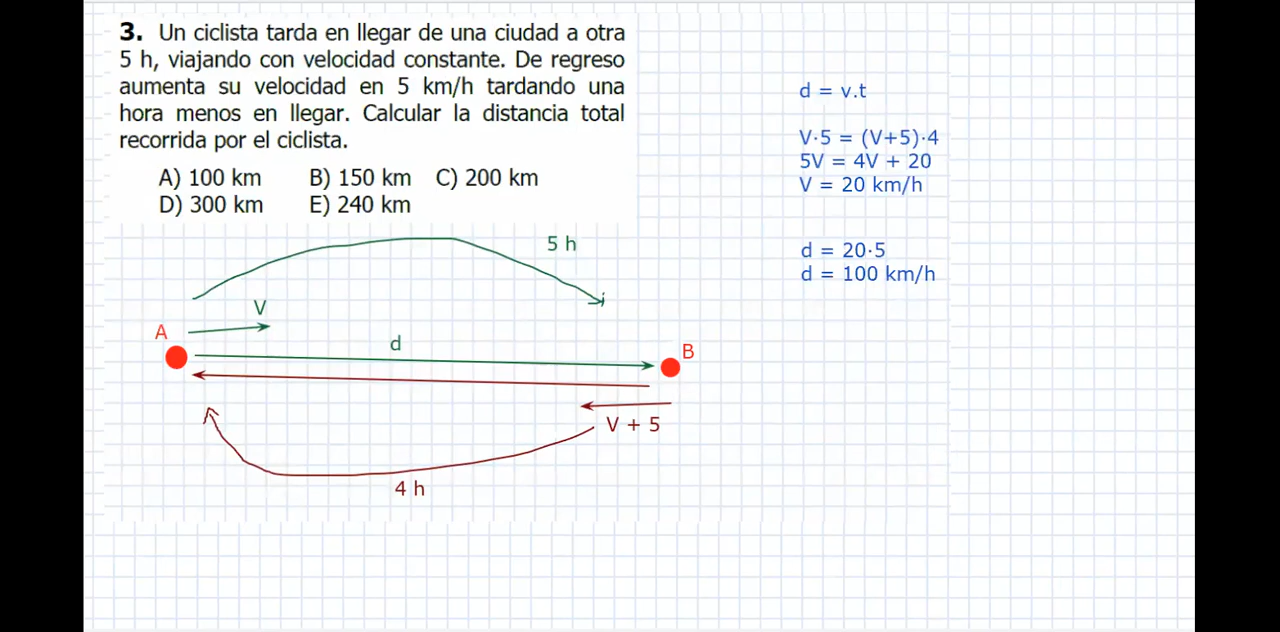 3. Un ciclista tarda en llegar de una ciudad a otra
5 h, viajando con velocidad constante. De regreso
aumenta su velocidad en 5 km/h tardando una
hora menos en llegar. Calcular la distancia total
recorrida por el ciclista.
A) 100 km B) 150 km C) 200 km
D) 300 km E) 240 km
d = v.t
V·5 = (V+5)·4
5V = 4V + 20
V = 20 km/h
d = 20·5
d = 100 km/h
5 h
V
A
d
B
V + 5
4 h